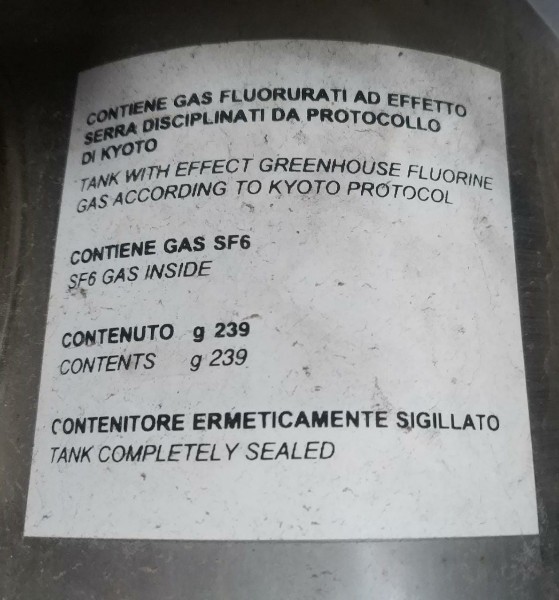 CONTIENE GAS FLUORURATI AD EFFETTO
SERRA DISCIPLINATI DA PROTOCOLLO
DI KYOTO
TANK WITH EFFECT GREENHOUSE FLUORINE
GAS ACCORDING TO KYOTO PROTOCOL
CONTIENE GAS SF6
SF6 GAS INSIDE
CONTENUTO g 239
CONTENTS g 239
CONTENITORE ERMETICAMENTE SIGILLATO
TANK COMPLETELY SEALED